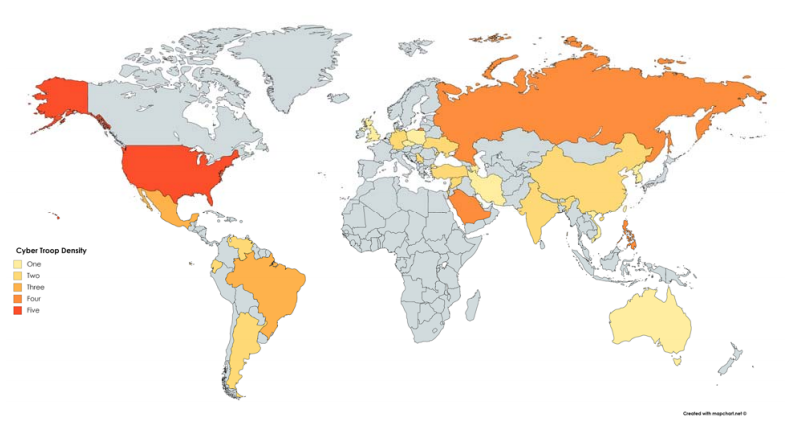 Cyber Troop Density
One
Two
Three
Four
Five
Created with mapchart.net ©